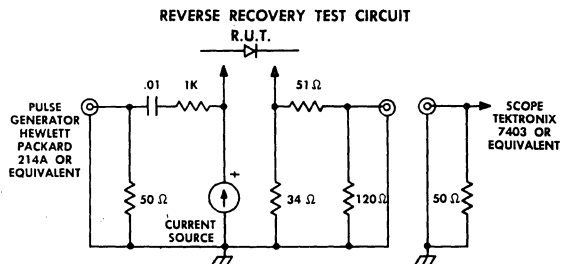 REVERSE RECOVERY TEST CIRCUIT
R.U.T.
.01
1K
51 Ω
PULSE
GENERATOR
HEWLETT
PACKARD
214A OR
EQUIVALENT
SCOPE
TEKTRONIX
7403 OR
EQUIVALENT
50 Ω
+
CURRENT
SOURCE
34 Ω
120Ω
50 Ω